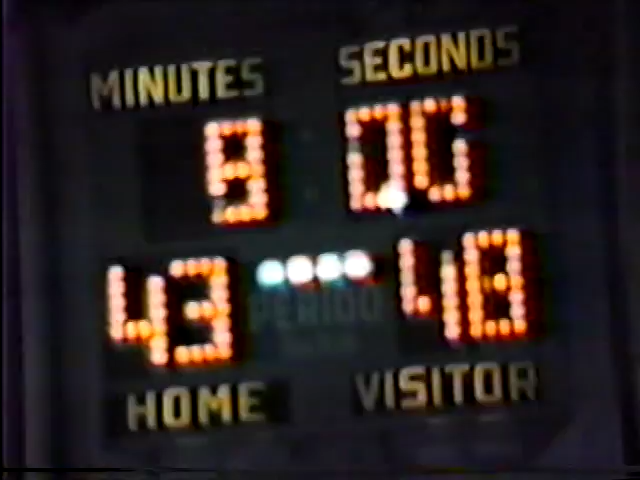 MINUTES SECONDS
8 00
43 48
PERIOD
HOME VISITOR